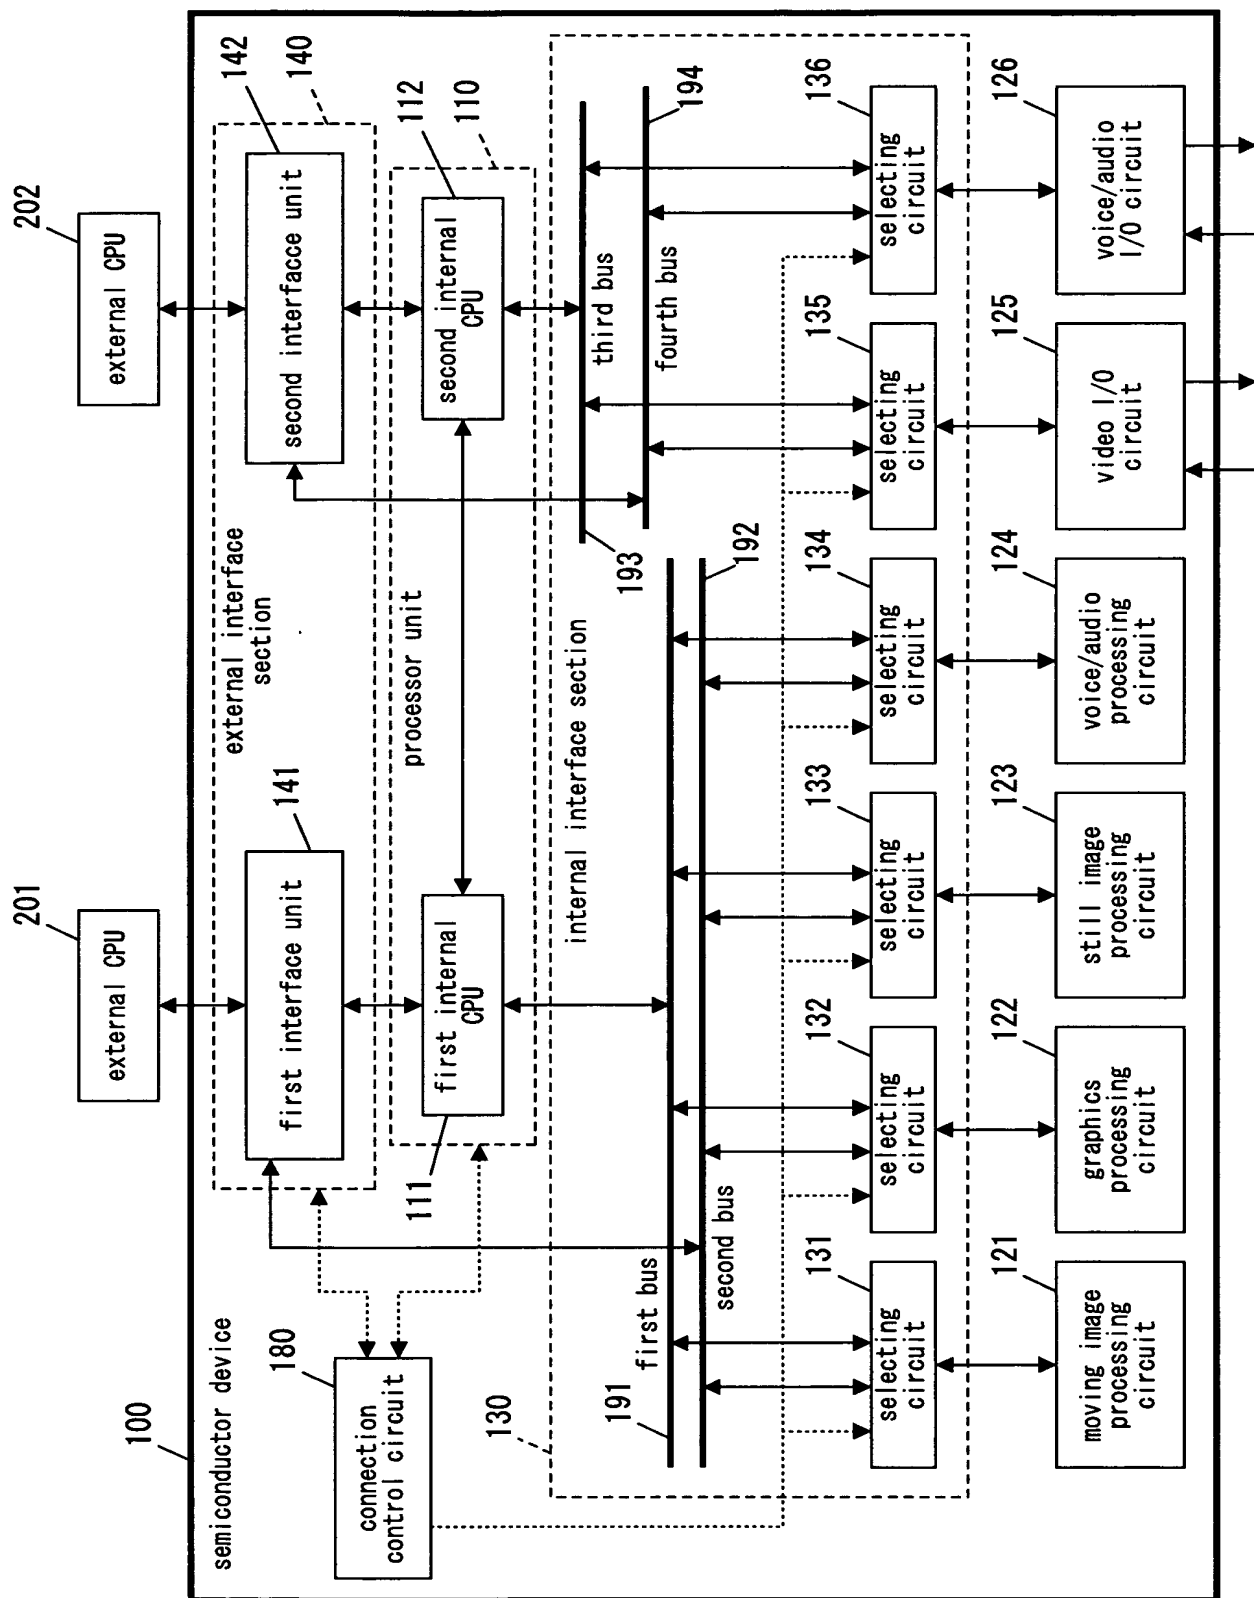 100
semiconductor device
201
external CPU
202
external CPU
external interface
section
140
141
first interface unit
142
second interfacce unit
180
connection
control circuit
processor unit
110
111
first internal
CPU
112
second internal
CPU
130
internal interface section
191
first bus
second bus
192
193
third bus
fourth bus
194
131
selecting
circuit
132
selecting
circuit
133
selecting
circuit
134
selecting
circuit
135
selecting
circuit
136
selecting
circuit
121
moving image
processing
circuit
122
graphics
processing
circuit
123
still image
processing
circuit
124
voice/audio
processing
circuit
125
video I/O
circuit
126
voice/audio
I/O circuit